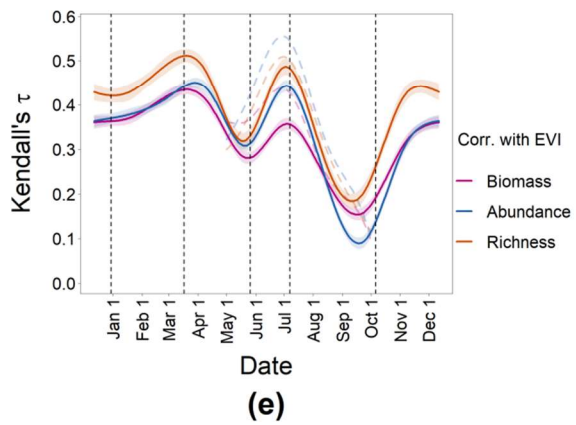 0.6
0.5
0.4
0.3
0.2
0.1
0.0
Kendall's τ
Jan 1
Feb 1
Mar 1
Apr 1
May 1
Jun 1
Jul 1
Aug 1
Sep 1
Oct 1
Nov 1
Dec 1
Date
Corr. with EVI
Biomass
Abundance
Richness
(e)